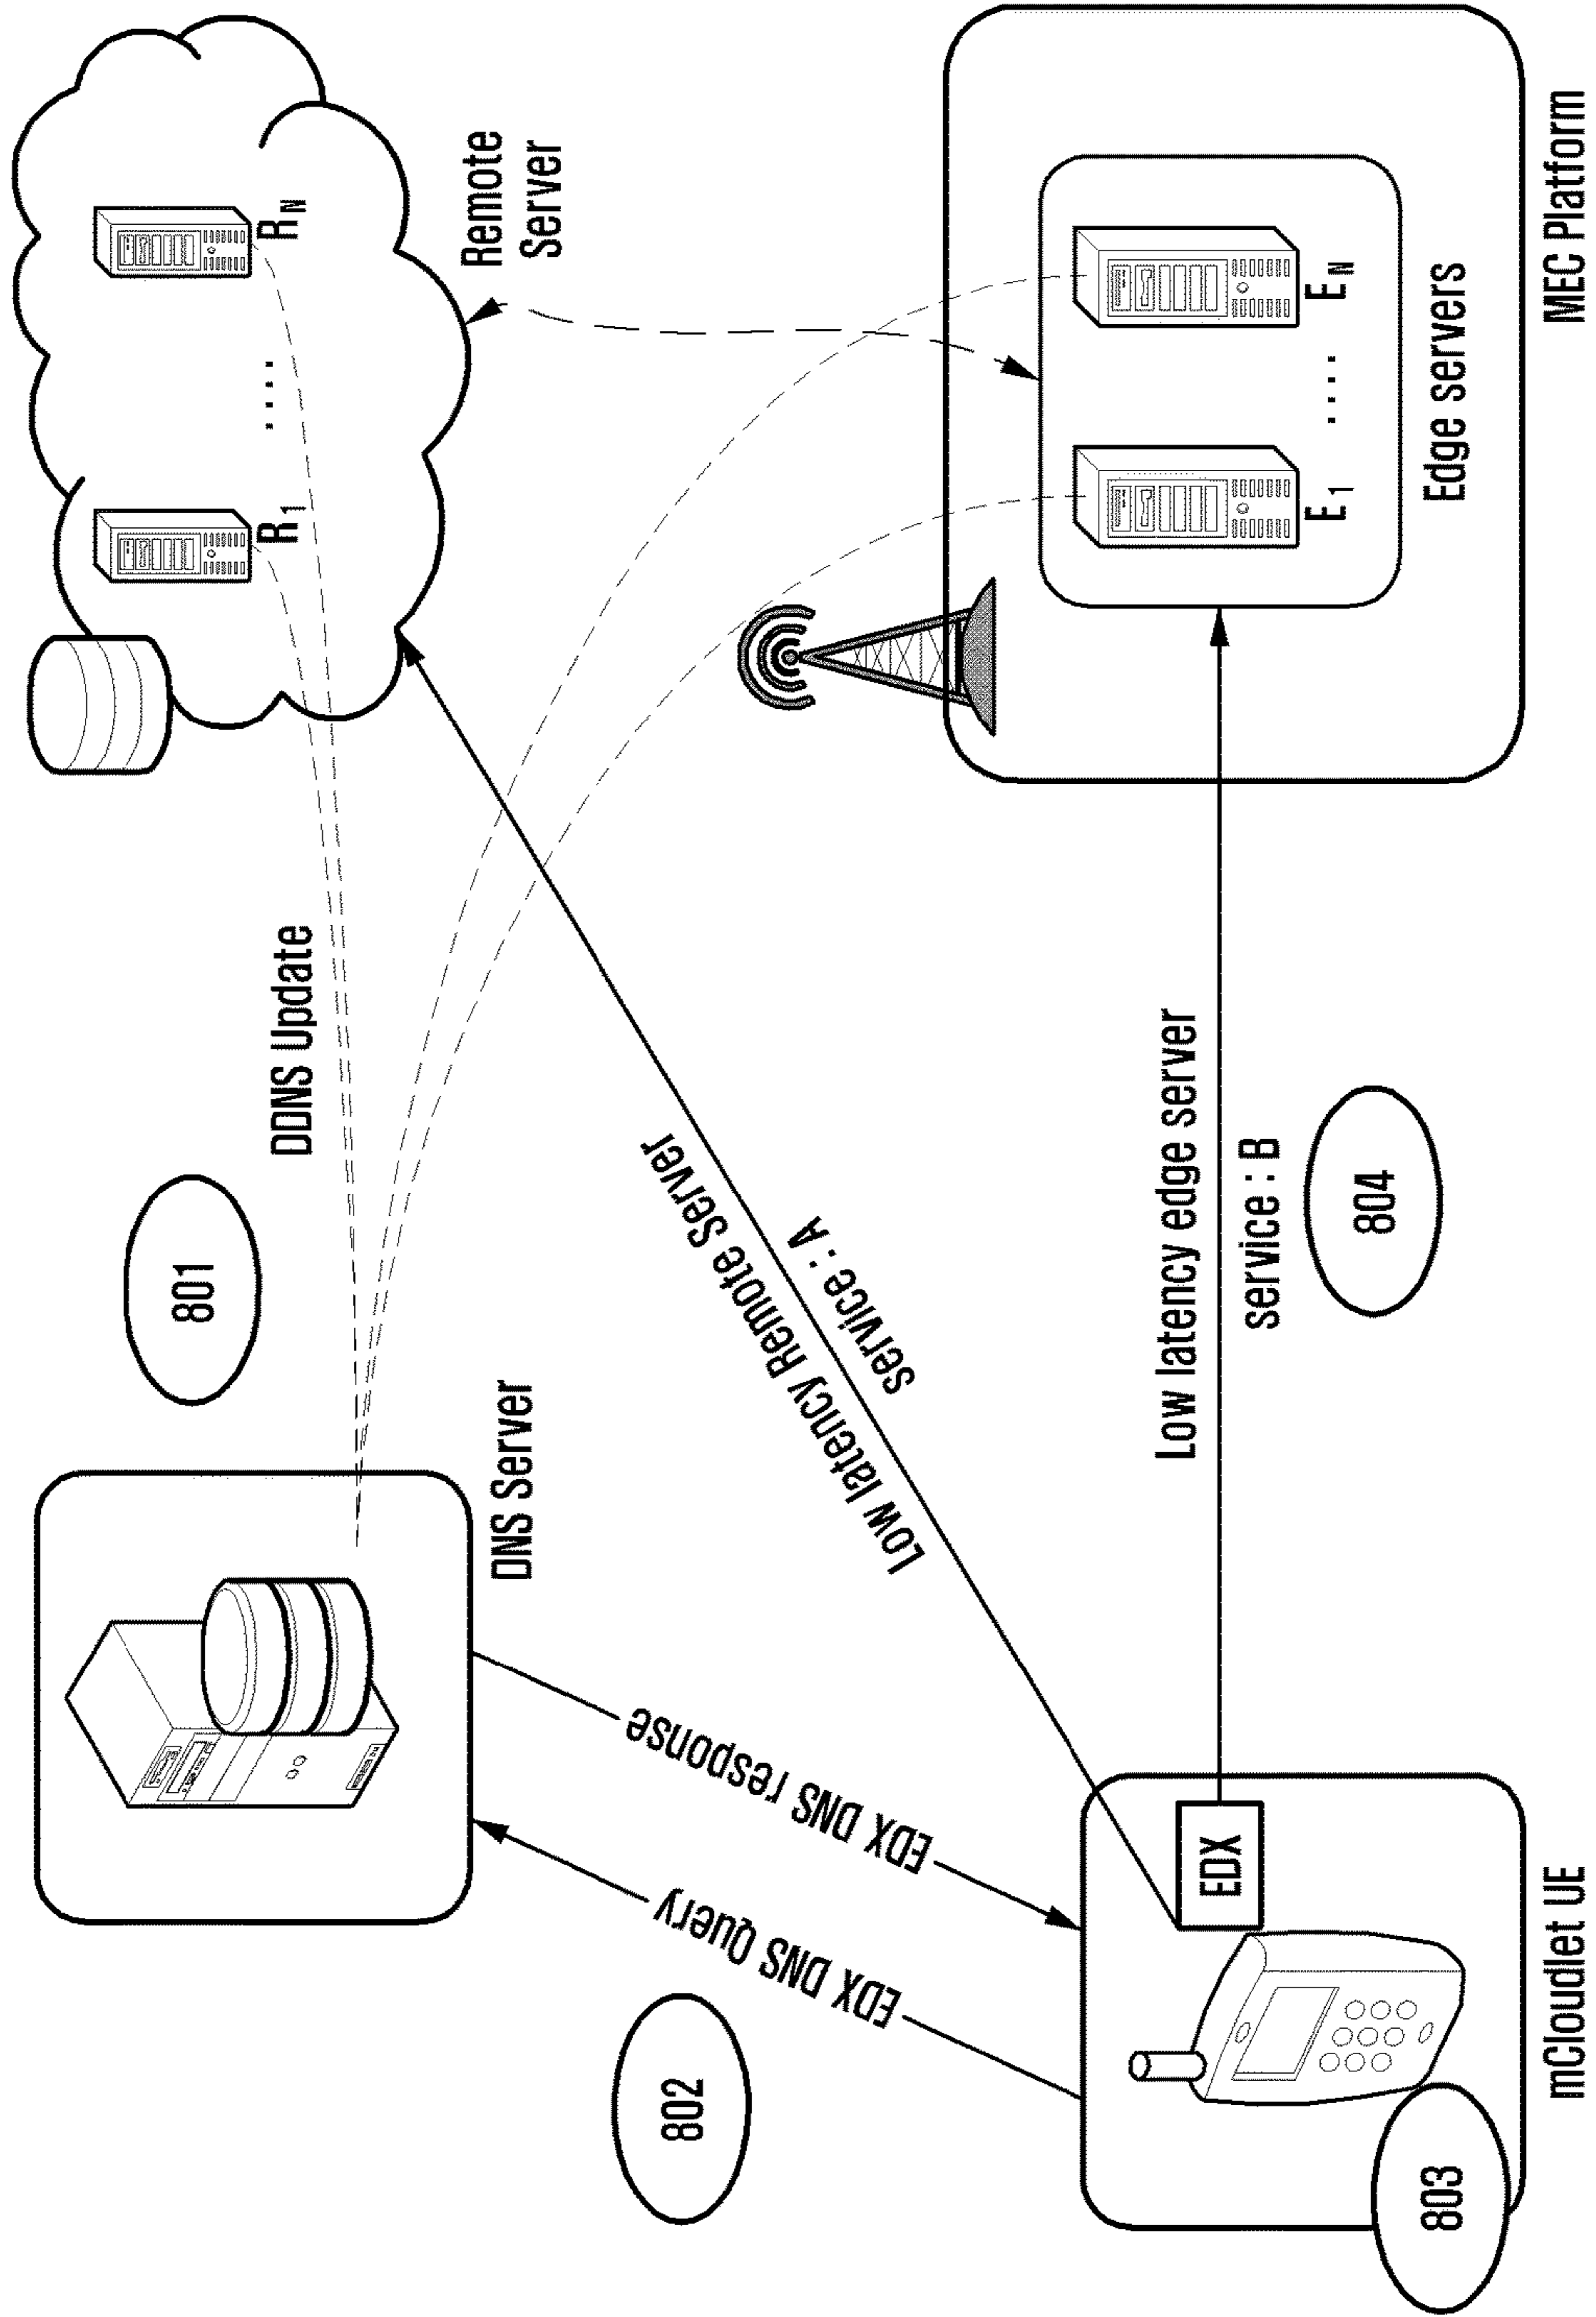 801
DNS Server
DDNS Update
R1
....
RN
Remote
Server
802
EDX DNS Query
EDX DNS response
Low latency Remote Server
service : A
803
EDX
mCloudlet UE
Low latency edge server
service : B
804
E1
....
EN
Edge servers
MEC Platform